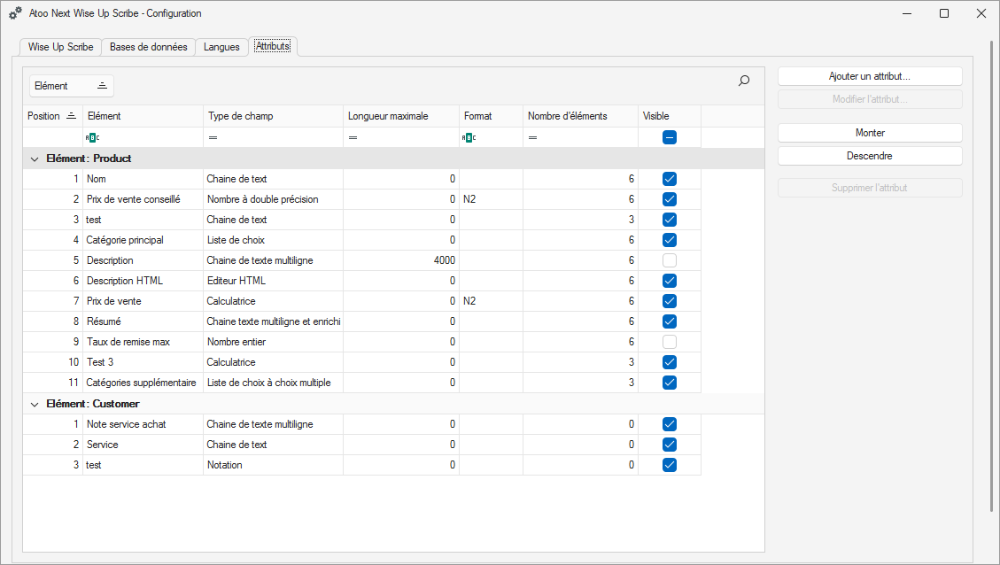 Atoo Next Wise Up Scribe - Configuration
Wise Up Scribe Bases de données Langues Attributs
Elément
Position Elément Type de champ Longueur maximale Format Nombre d'éléments Visible
ABC = = ABC =
Elément : Product
1 Nom Chaine de text 0 6
2 Prix de vente conseillé Nombre à double précision 0 N2 6
3 test Chaine de text 0 3
4 Catégorie principal Liste de choix 0 6
5 Description Chaine de texte multiligne 4000 6
6 Description HTML Editeur HTML 0 6
7 Prix de vente Calculatrice 0 N2 6
8 Résumé Chaine texte multiligne et enrichi 0 6
9 Taux de remise max Nombre entier 0 6
10 Test 3 Calculatrice 0 3
11 Catégories supplémentaire Liste de choix à choix multiple 0 3
Elément : Customer
1 Note service achat Chaine de texte multiligne 0 0
2 Service Chaine de text 0 0
3 test Notation 0 0
Ajouter un attribut...
Modifier l'attribut...
Monter
Descendre
Supprimer l'attribut